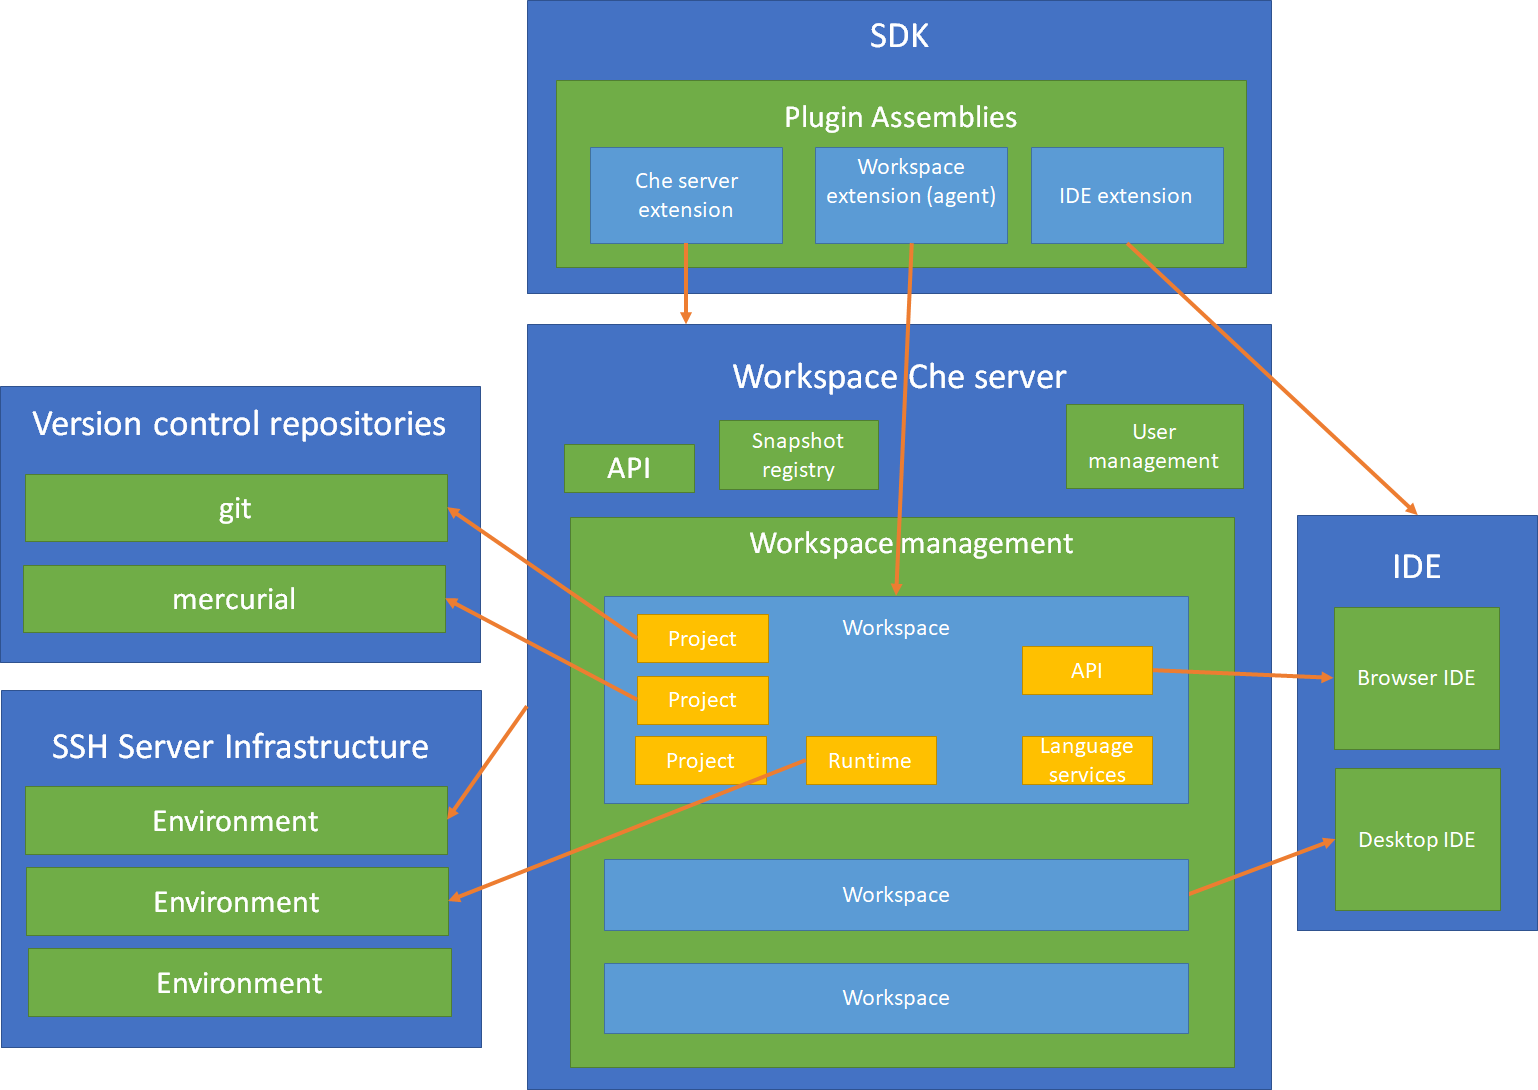 SDK
Plugin Assemblies
Che server
extension
Workspace
extension (agent)
IDE extension
Workspace Che server
API
Snapshot
registry
User
management
Version control repositories
git
mercurial
Workspace management
Workspace
Project
Project
Project
Runtime
API
Language
services
Workspace
Workspace
SSH Server Infrastructure
Environment
Environment
Environment
IDE
Browser IDE
Desktop IDE